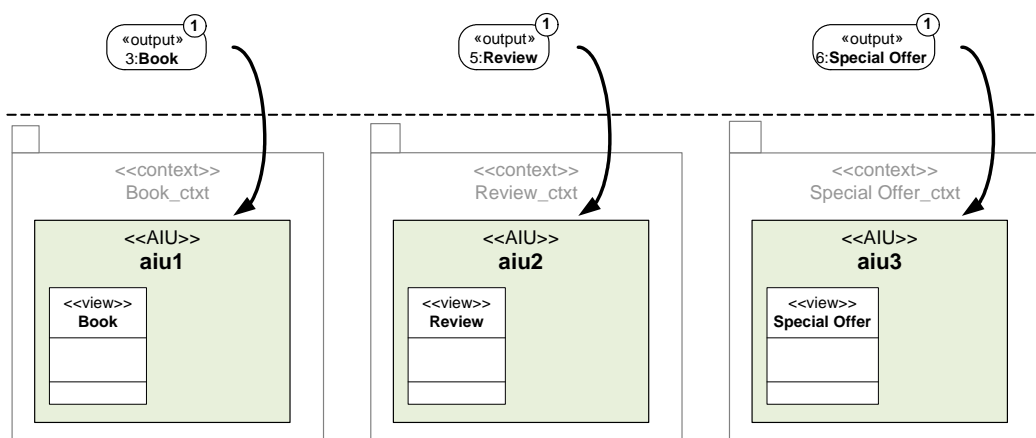 1
«output»
3:Book
1
«output»
5:Review
1
«output»
6:Special Offer
<<context>>
Book_ctxt
<<AIU>>
aiu1
<<view>>
Book
<<context>>
Review_ctxt
<<AIU>>
aiu2
<<view>>
Review
<<context>>
Special Offer_ctxt
<<AIU>>
aiu3
<<view>>
Special Offer